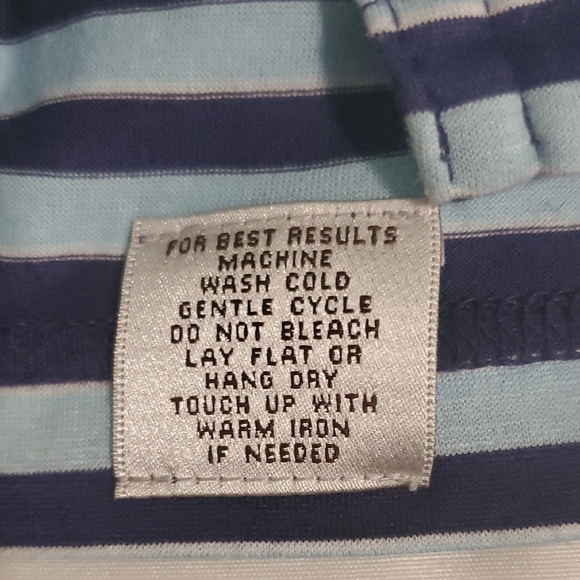 FOR BEST RESULTS
MACHINE
WASH COLD
GENTLE CYCLE
DO NOT BLEACH
LAY FLAT OR
HANG DRY
TOUCH UP WITH
WARM IRON
IF NEEDED